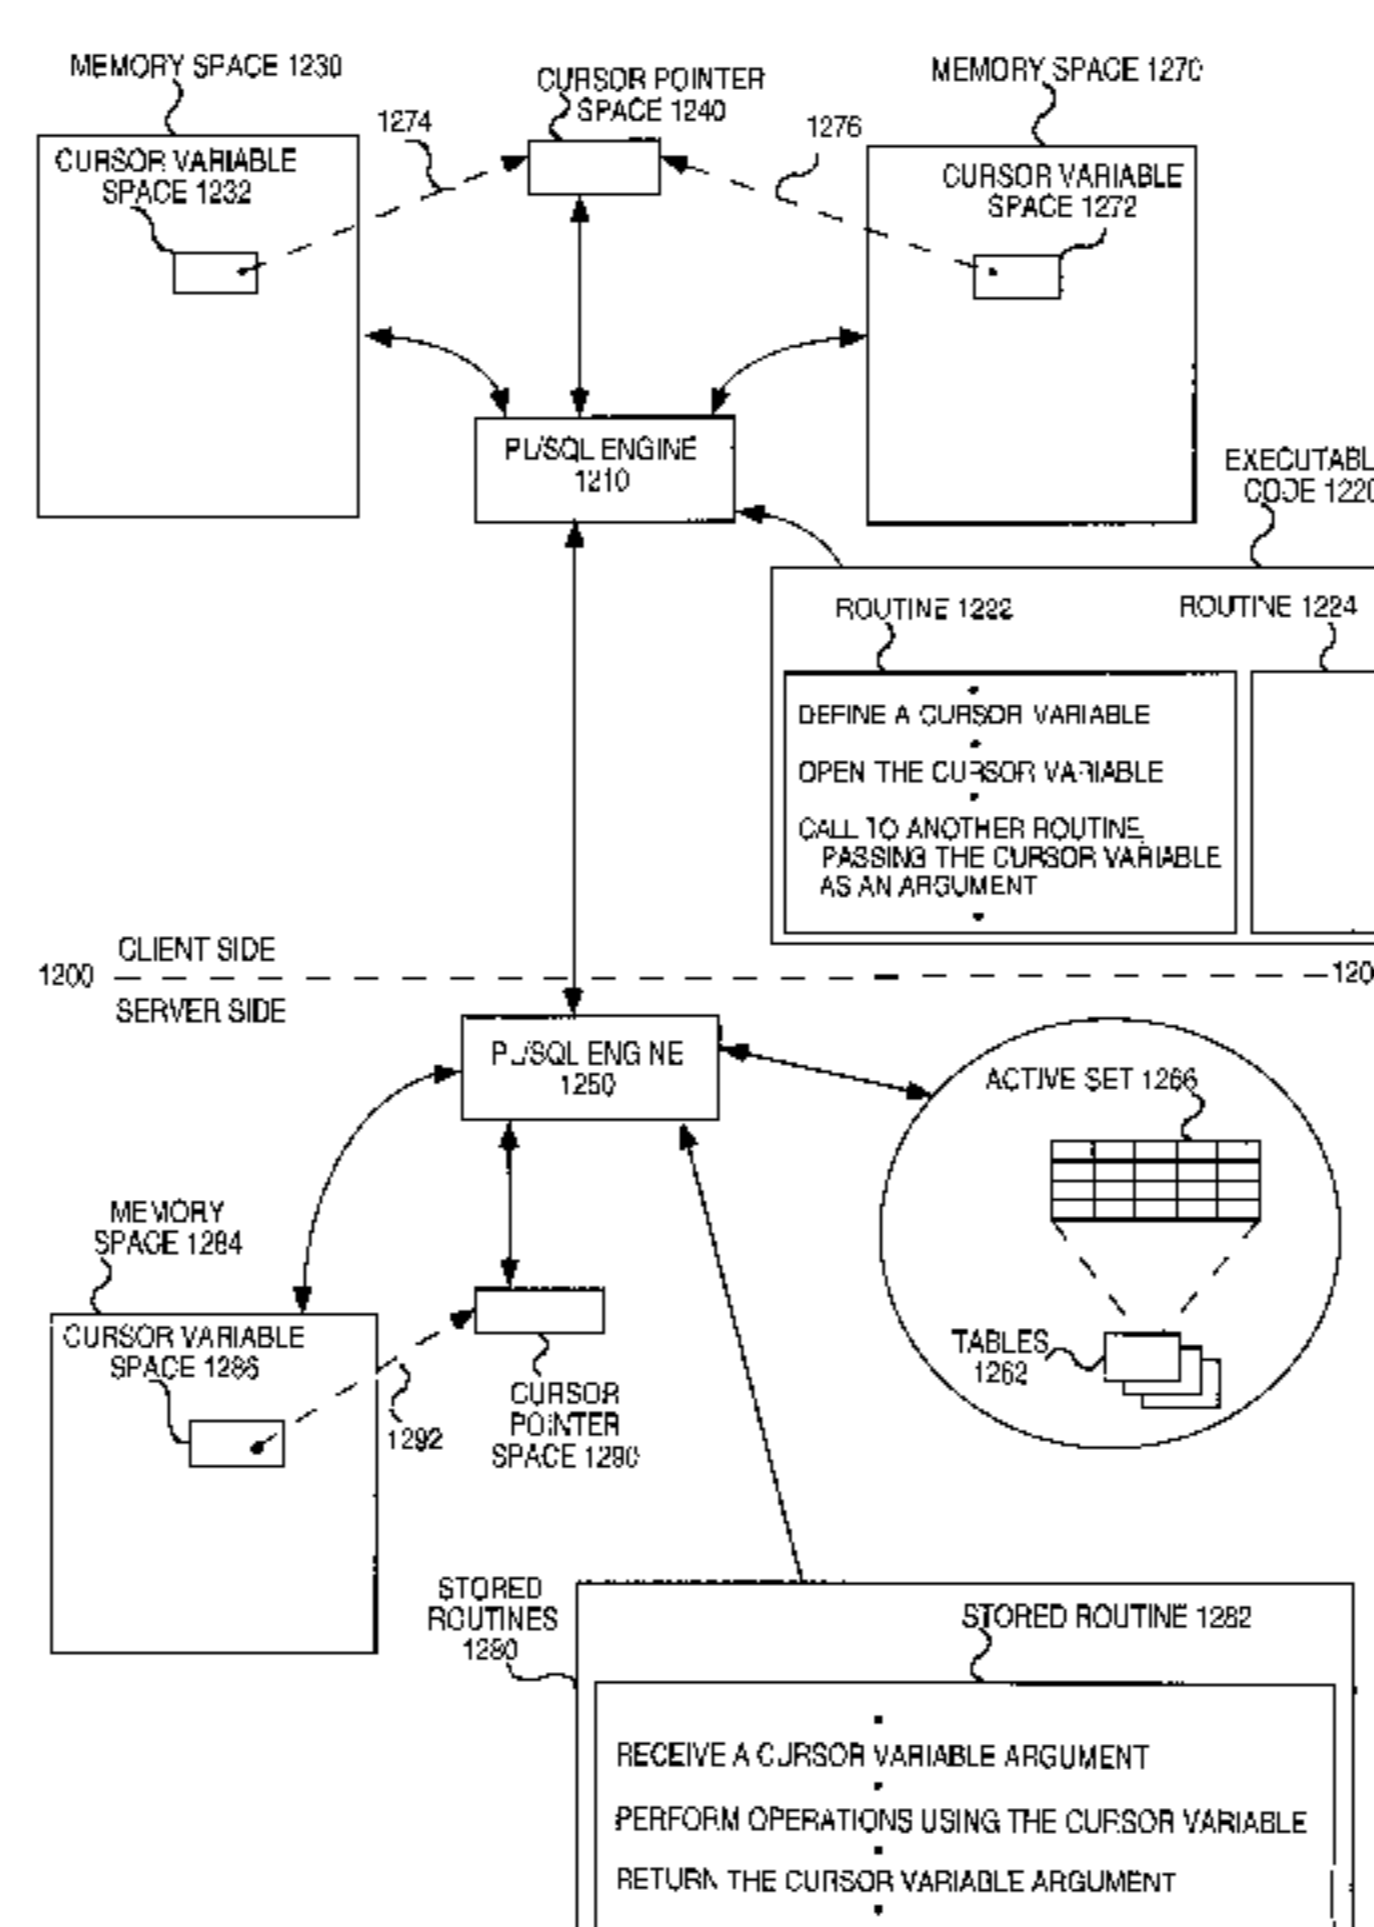 MEMORY SPACE 1230
CURSOR POINTER
SPACE 1240
MEMORY SPACE 1270
1274
1276
CURSOR VARIABLE
SPACE 1232
CURSOR VARIABLE
SPACE 1272
PL/SQL ENGINE
1210
EXECUTABL
CODE 1220
ROUTINE 1222
ROUTINE 1224
DEFINE A CURSOR VARIABLE
OPEN THE CURSOR VARIABLE
CALL TO ANOTHER ROUTINE
PASSING THE CURSOR VARIABLE
AS AN ARGUMENT
CLIENT SIDE
1200
120
SERVER SIDE
PL/SQL ENGINE
1250
ACTIVE SET 1266
MEMORY
SPACE 1284
CURSOR VARIABLE
SPACE 1286
TABLES
1262
1292
CURSOR
POINTER
SPACE 1290
STORED
ROUTINES
1280
STORED ROUTINE 1282
RECEIVE A CURSOR VARIABLE ARGUMENT
PERFORM OPERATIONS USING THE CURSOR VARIABLE
RETURN THE CURSOR VARIABLE ARGUMENT